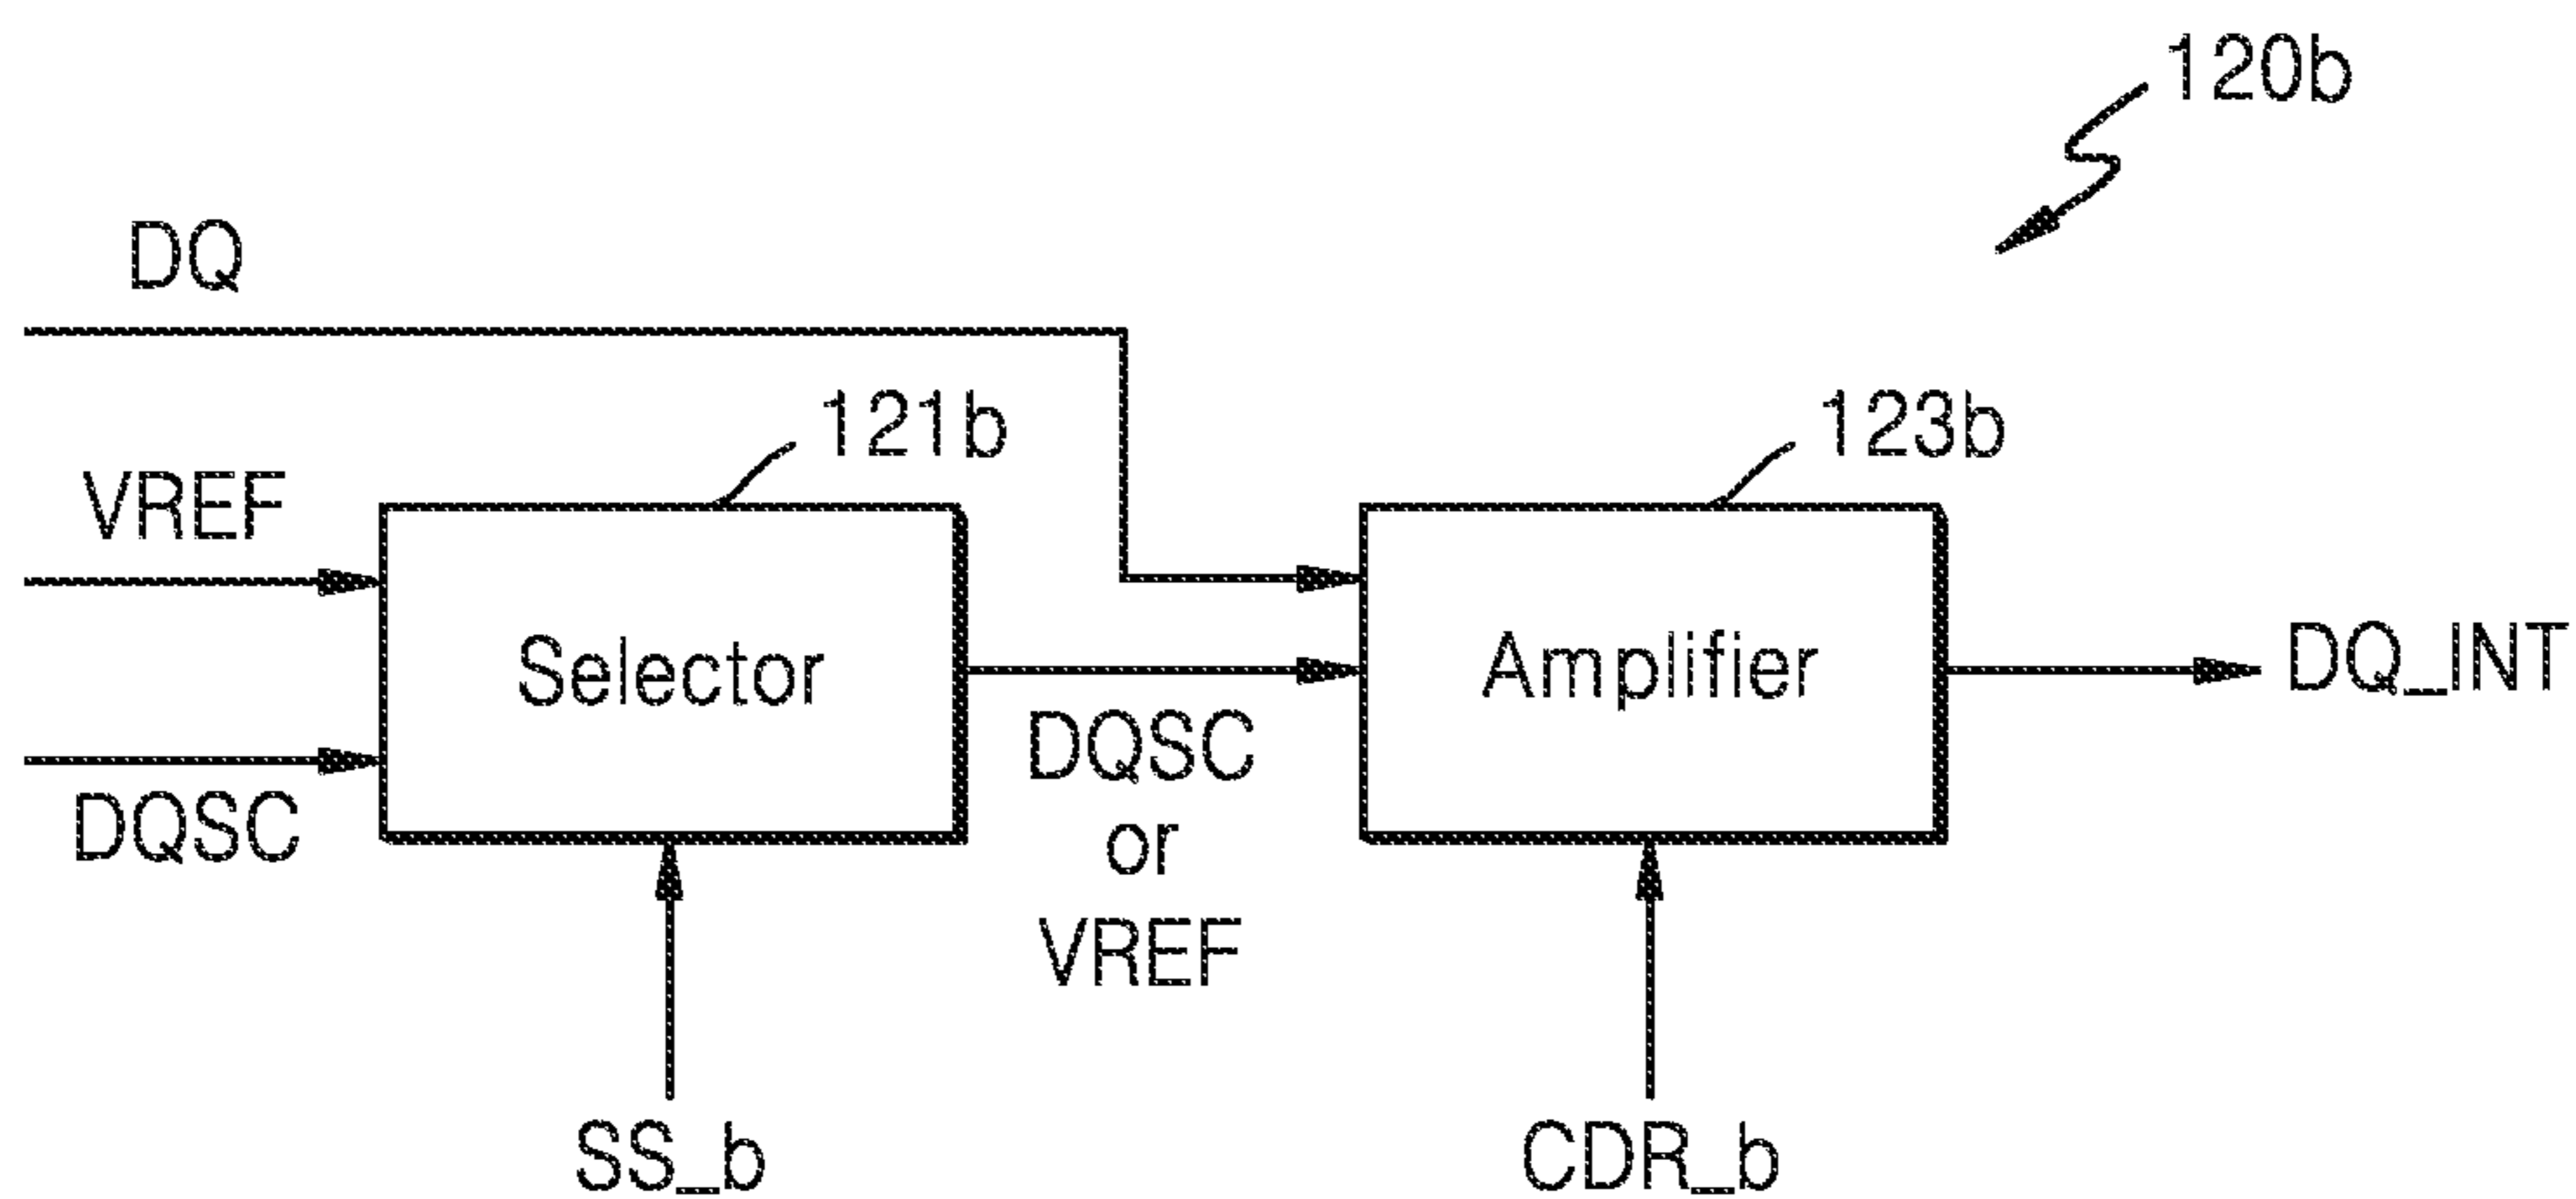 120b
DQ
121b
123b
VREF
Selector
Amplifier
DQ_INT
DQSC
DQSC
or
VREF
SS_b
CDR_b